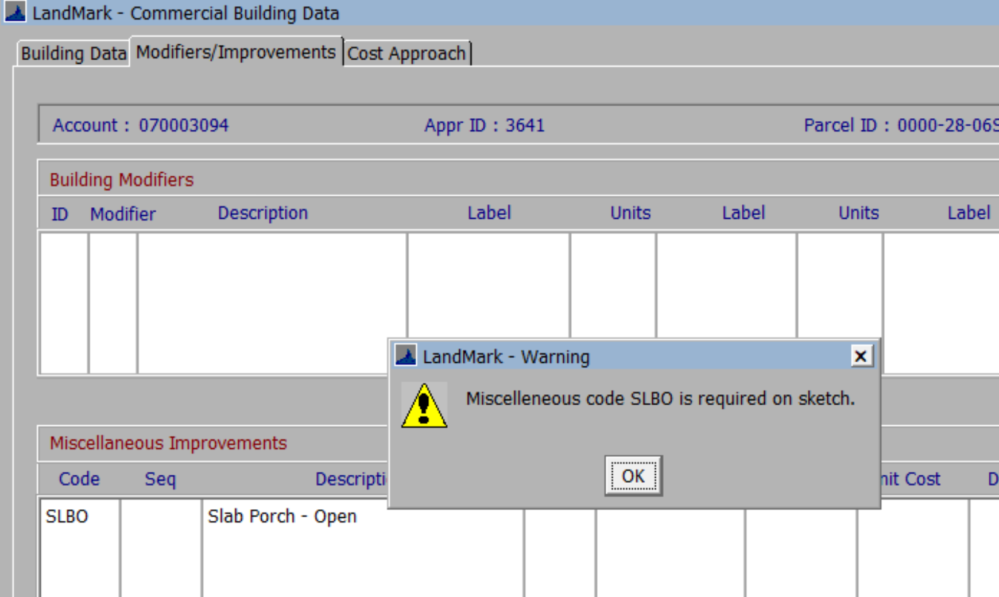 LandMark - Commercial Building Data
Building Data Modifiers/Improvements Cost Approach
Account : 070003094 Appr ID : 3641 Parcel ID : 0000-28-06S
Building Modifiers
ID Modifier Description Label Units Label Units Label
LandMark - Warning
Miscelleneous code SLBO is required on sketch.
OK
Miscellaneous Improvements
Code Seq Descripti nit Cost D
SLBO Slab Porch - Open